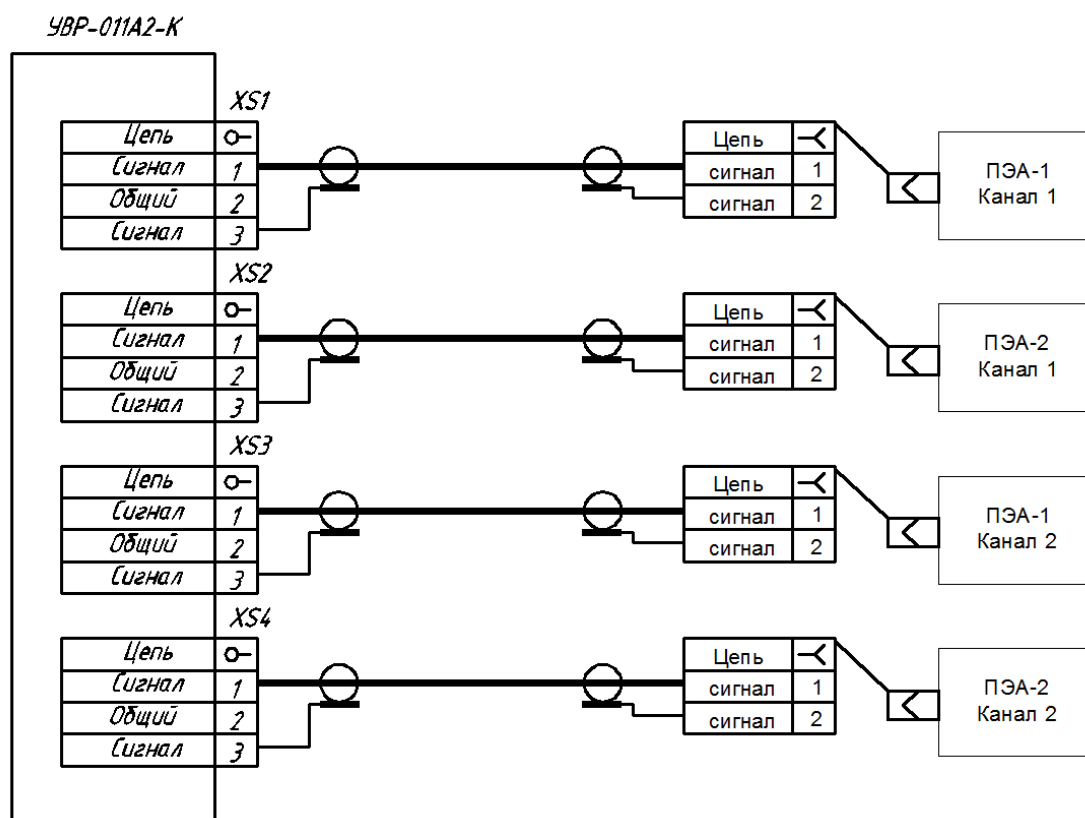 УВР-011А2-К
XS1
Цепь
Сигнал 1
Общий 2
Сигнал 3
Цепь
сигнал 1
сигнал 2
ПЭА-1
Канал 1
XS2
Цепь
Сигнал 1
Общий 2
Сигнал 3
Цепь
сигнал 1
сигнал 2
ПЭА-2
Канал 1
XS3
Цепь
Сигнал 1
Общий 2
Сигнал 3
Цепь
сигнал 1
сигнал 2
ПЭА-1
Канал 2
XS4
Цепь
Сигнал 1
Общий 2
Сигнал 3
Цепь
сигнал 1
сигнал 2
ПЭА-2
Канал 2